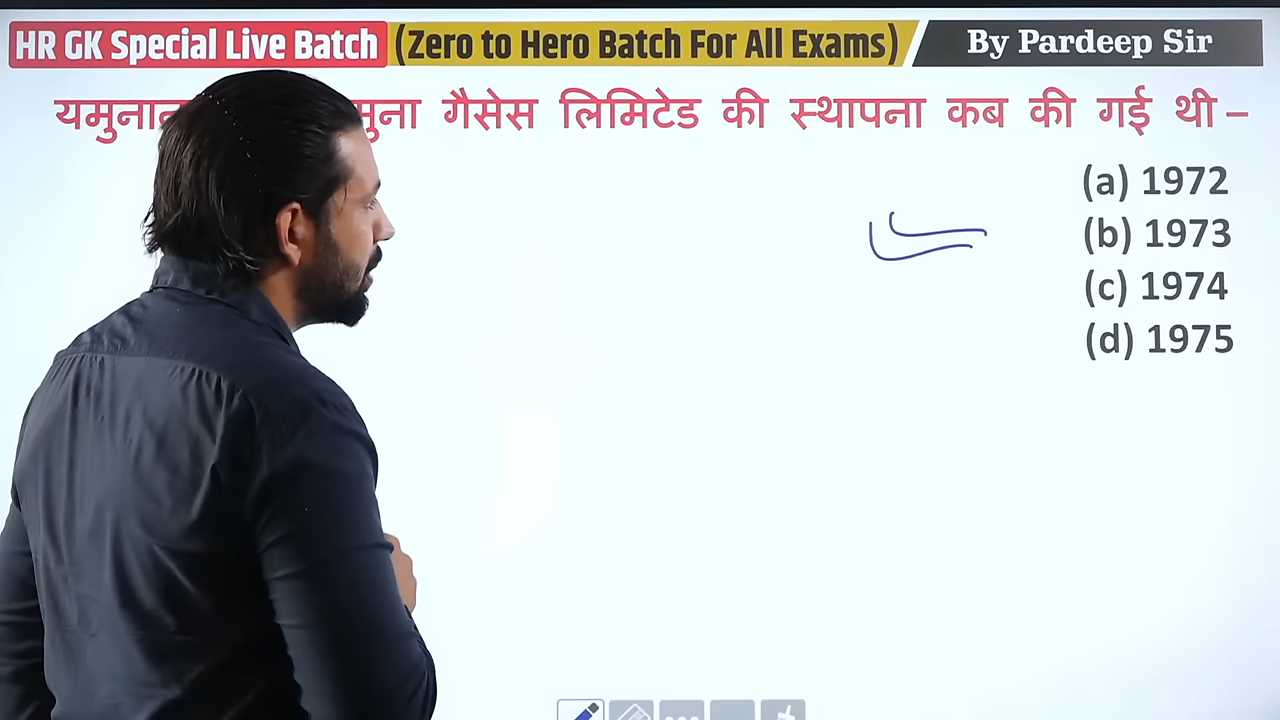 HR GK Special Live Batch (Zero to Hero Batch For All Exams) By Pardeep Sir
गैसेस लिमिटेड की स्थापना कब की गई थी –
(a) 1972
(b) 1973
(c) 1974
(d) 1975